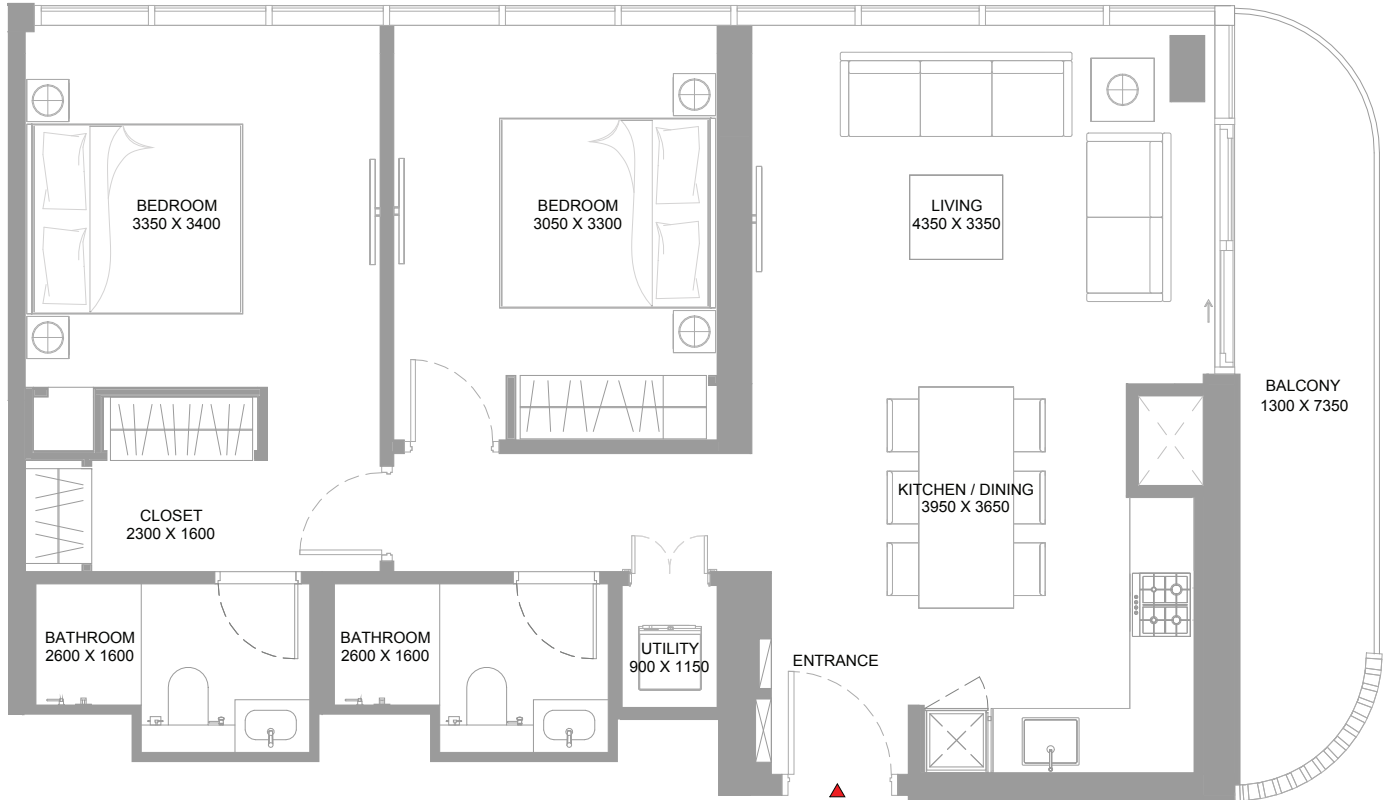 BEDROOM
3350 X 3400
BEDROOM
3050 X 3300
LIVING
4350 X 3350
BALCONY
1300 X 7350
KITCHEN / DINING
3950 X 3650
CLOSET
2300 X 1600
BATHROOM
2600 X 1600
BATHROOM
2600 X 1600
UTILITY
900 X 1150
ENTRANCE